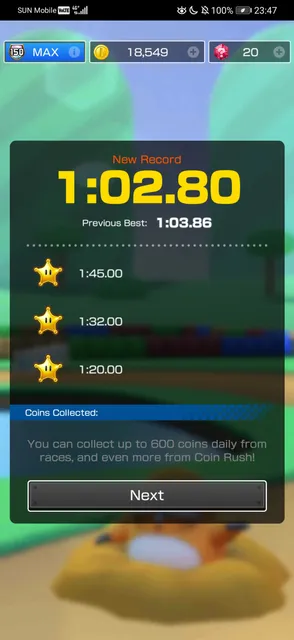 SUN Mobile 100% 23:47
150 MAX 18,549 20
New Record
1:02.80
Previous Best: 1:03.86
1:45.00
1:32.00
1:20.00
Coins Collected:
You can collect up to 600 coins daily from
races, and even more from Coin Rush!
Next